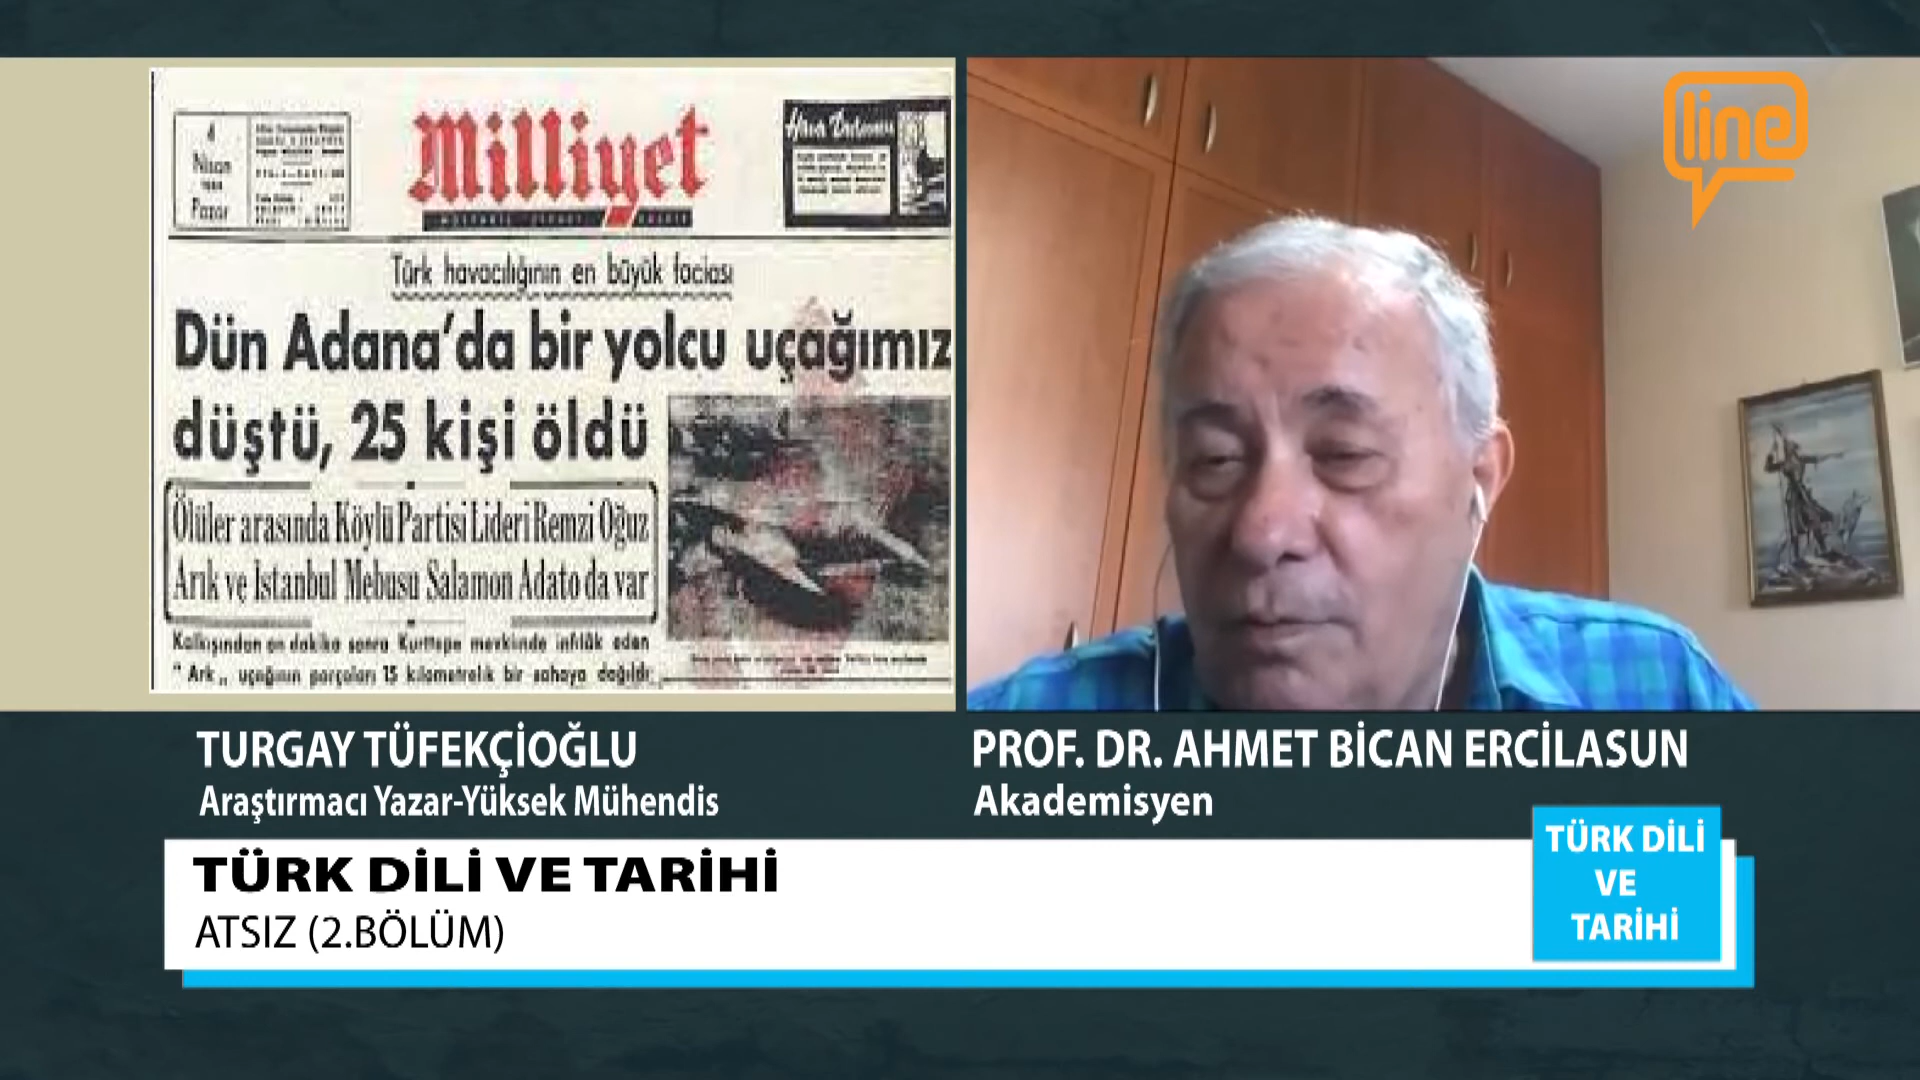 line
4
Nisan
Pazar
Milliyet
Türk havacılığının en büyük faciası
Dün Adana'da bir yolcu uçağımız
düştü, 25 kişi öldü
Ölüler arasında Köylü Partisi Lideri Remzi Oğuz
Arık ve İstanbul Mebusu Salamon Adato da var
Kalkışından on dakika sonra Kurttepe mevkiinde infilâk eden
"Ark„ uçağının parçaları 15 kilometrelik bir sahaya dağıldı
TURGAY TÜFEKÇİOĞLU
Araştırmacı Yazar-Yüksek Mühendis
PROF. DR. AHMET BİCAN ERCİLASUN
Akademisyen
TÜRK DİLİ VE TARİHİ
ATSIZ (2.BÖLÜM)
TÜRK DİLİ
VE
TARİHİ